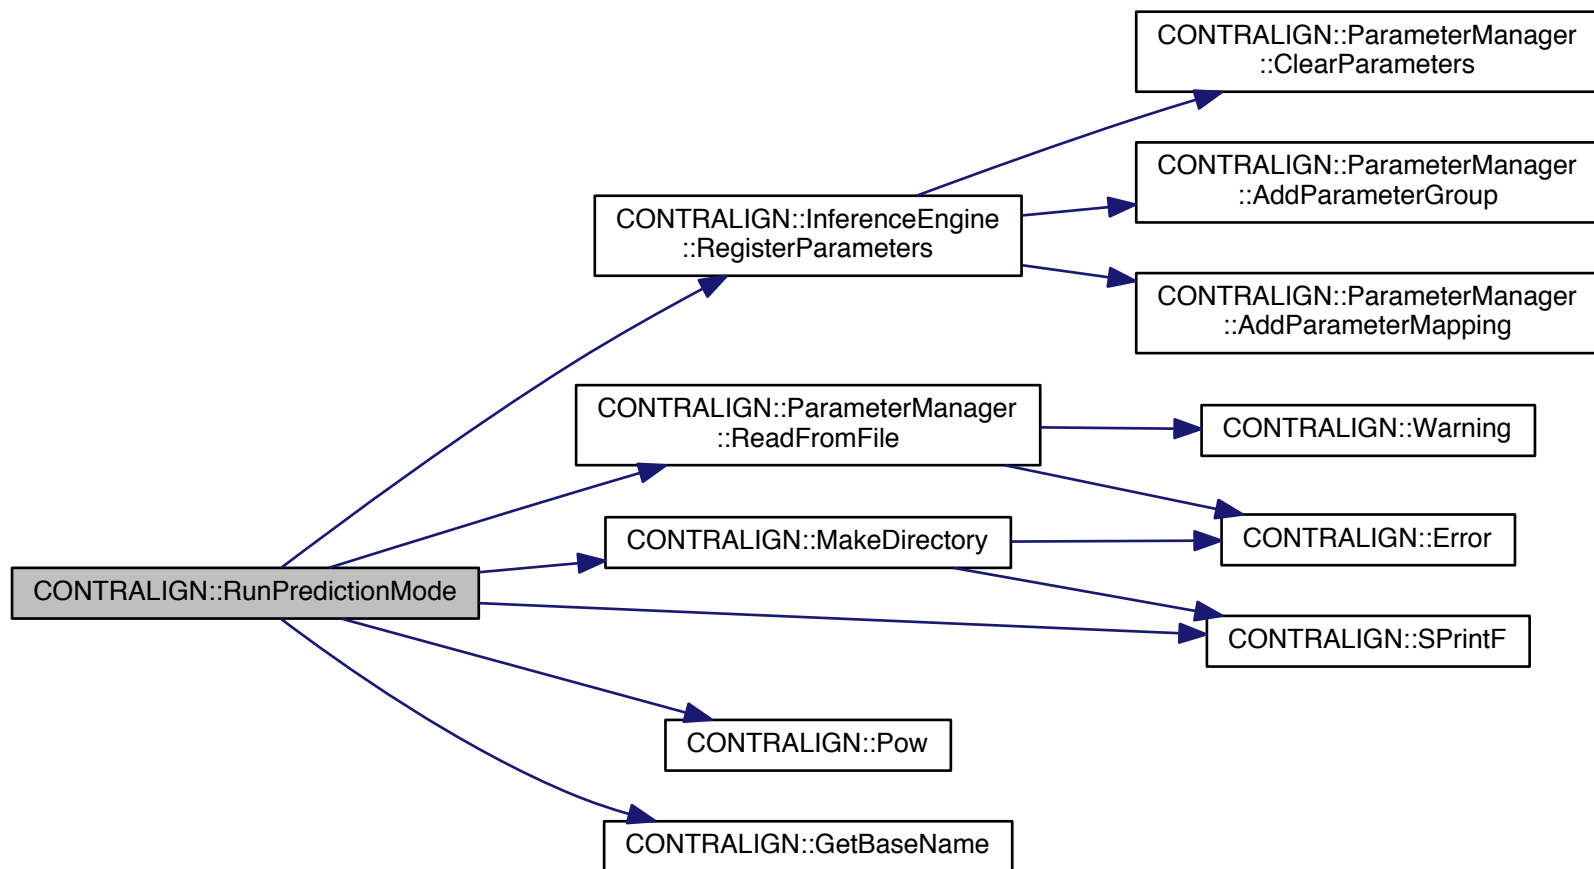 CONTRALIGN::ParameterManager
::ClearParameters
CONTRALIGN::ParameterManager
::AddParameterGroup
CONTRALIGN::InferenceEngine
::RegisterParameters
CONTRALIGN::ParameterManager
::AddParameterMapping
CONTRALIGN::ParameterManager
::ReadFromFile
CONTRALIGN::Warning
CONTRALIGN::MakeDirectory
CONTRALIGN::Error
CONTRALIGN::RunPredictionMode
CONTRALIGN::SPrintF
CONTRALIGN::Pow
CONTRALIGN::GetBaseName